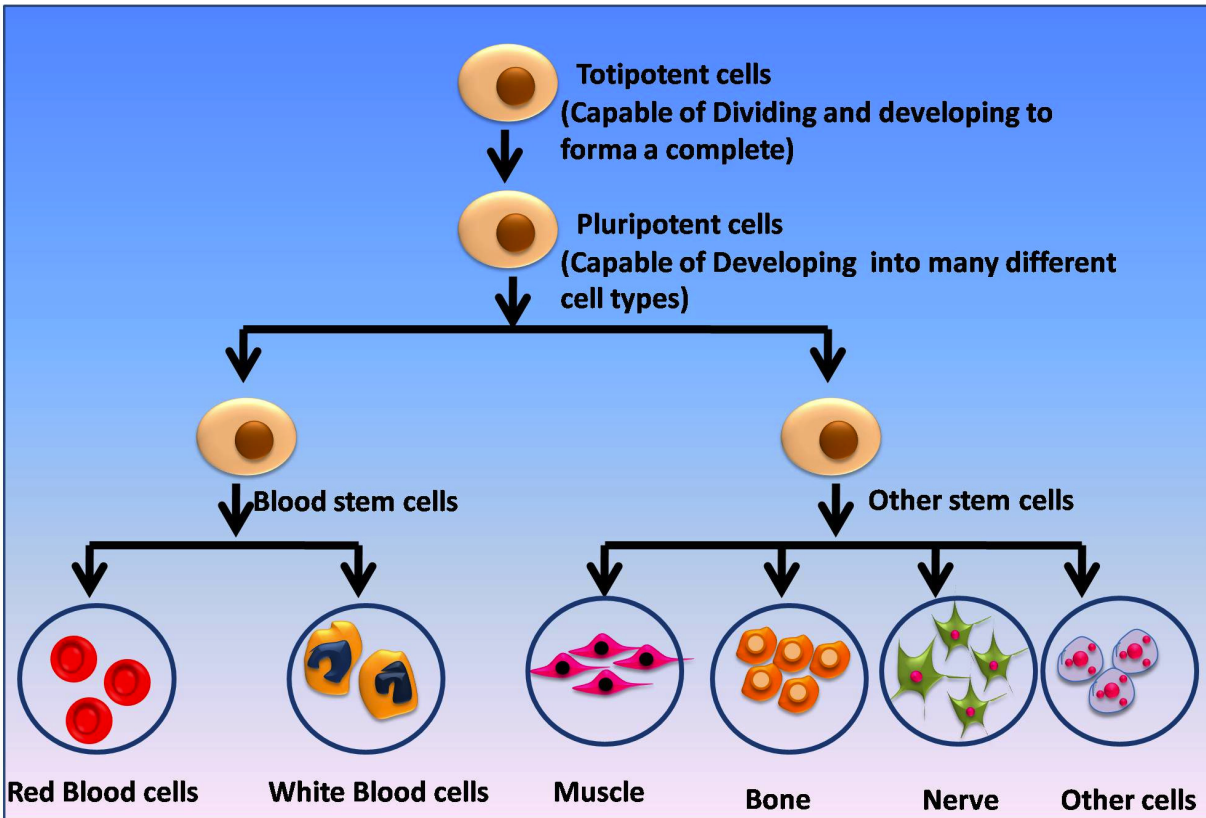 Totipotent cells
(Capable of Dividing and developing to
forma a complete)
Pluripotent cells
(Capable of Developing into many different
cell types)
Blood stem cells
Other stem cells
Red Blood cells
White Blood cells
Muscle
Bone
Nerve
Other cells